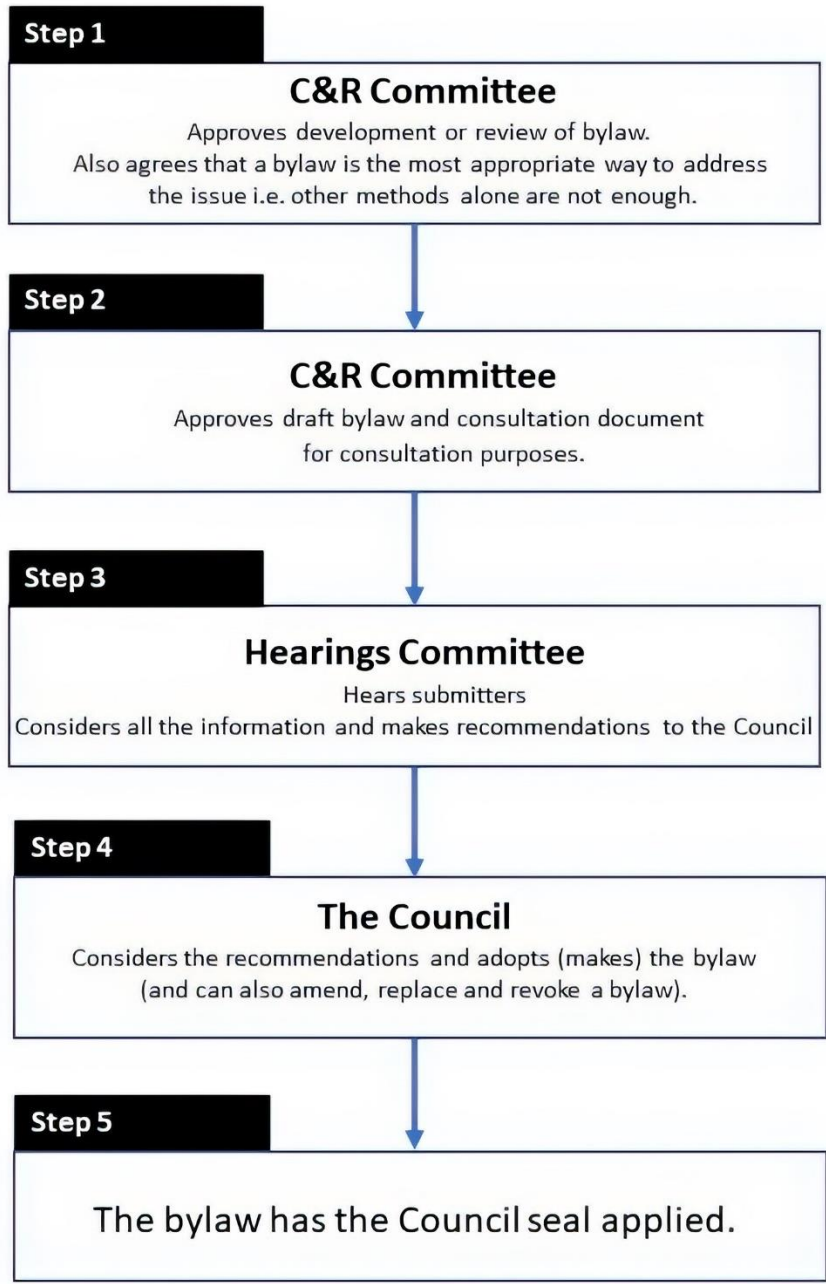 Step 1
C&R Committee
Approves development or review of bylaw.
Also agrees that a bylaw is the most appropriate way to address
the issue i.e. other methods alone are not enough.
Step 2
C&R Committee
Approves draft bylaw and consultation document
for consultation purposes.
Step 3
Hearings Committee
Hears submitters
Considers all the information and makes recommendations to the Council
Step 4
The Council
Considers the recommendations and adopts (makes) the bylaw
(and can also amend, replace and revoke a bylaw).
Step 5
The bylaw has the Council seal applied.